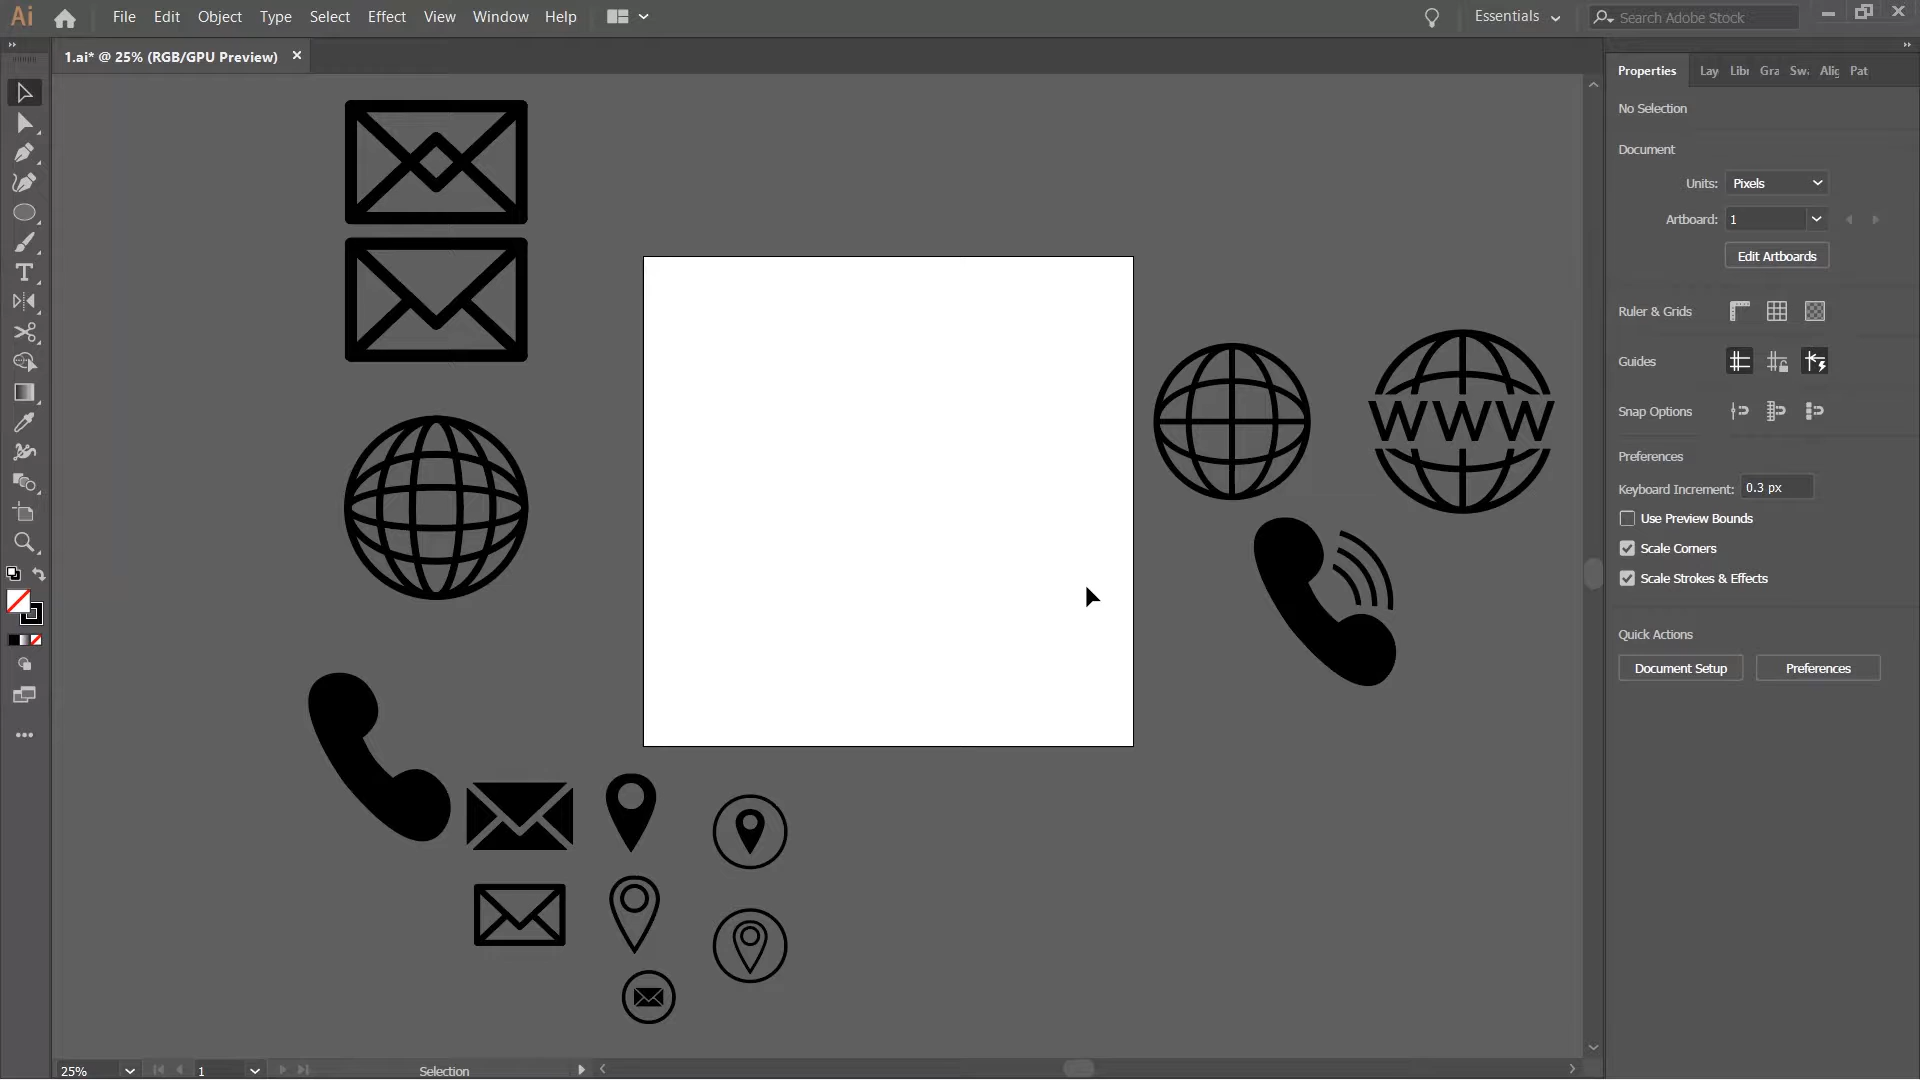 Ai File Edit Object Type Select Effect View Window Help Essentials Search Adobe Stock
1.ai* @ 25% (RGB/GPU Preview) ×
Properties Lay Libr Gra Swa Alig Pat
No Selection
Document
Units: Pixels
Artboard: 1
Edit Artboards
Ruler & Grids
Guides
Snap Options
Preferences
Keyboard Increment: 0.3 px
Use Preview Bounds
Scale Corners
Scale Strokes & Effects
Quick Actions
Document Setup Preferences
WWW
T
25% 1 Selection